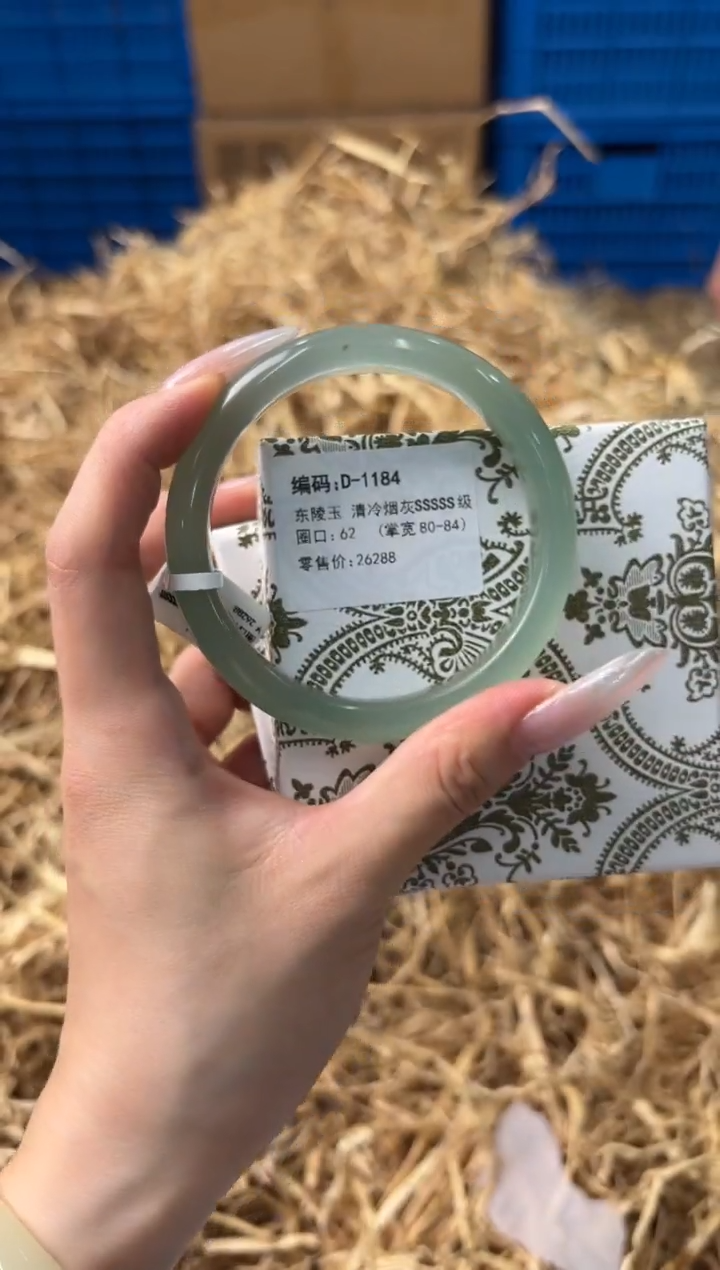 编码:D-1184
东陵玉 清冷烟灰SSSSS级
圈口:62 (掌宽80-84)
零售价:26288